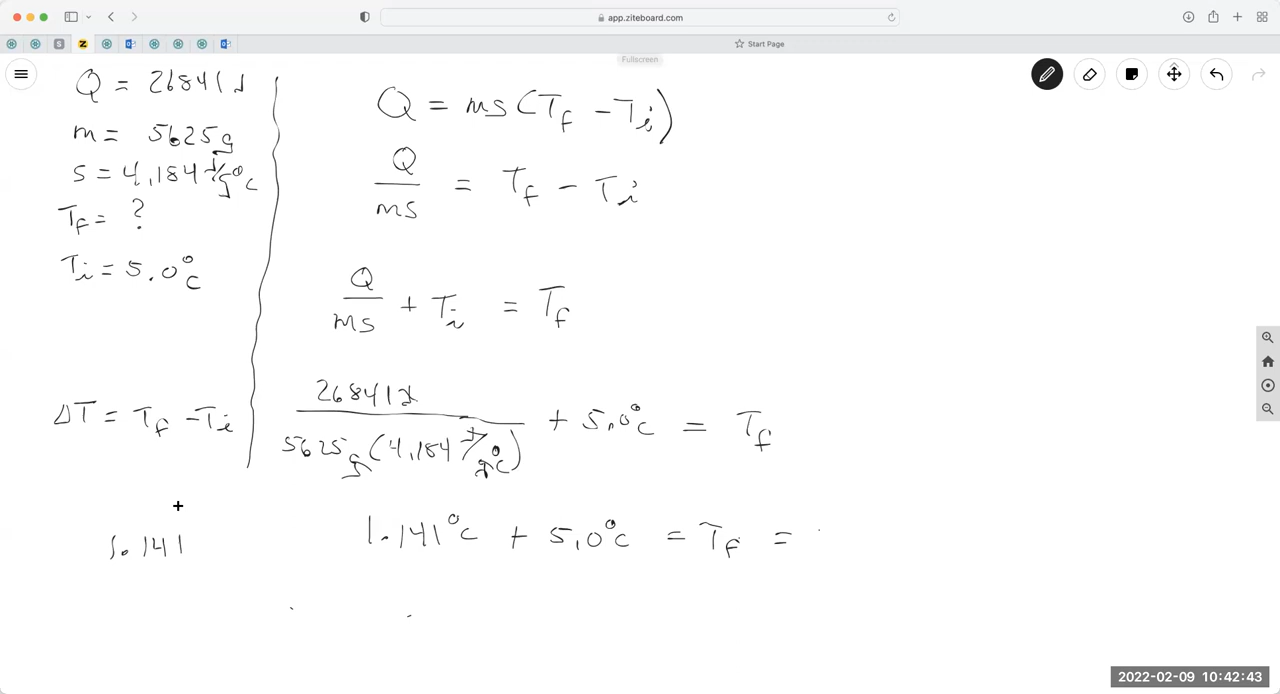 app.ziteboard.com
Start Page
Fullscreen
Q = 26841 J
m = 5625g
s = 4.184 J/g°C
Tf = ?
Ti = 5.0°C
ΔT = Tf - Ti
1.141
Q = ms(Tf - Ti)
Q/ms = Tf - Ti
Q/ms + Ti = Tf
26841 J / 5625g (4.184 J/g°C) + 5.0°C = Tf
1.141°C + 5.0°C = Tf =
2022-02-09 10:42:43